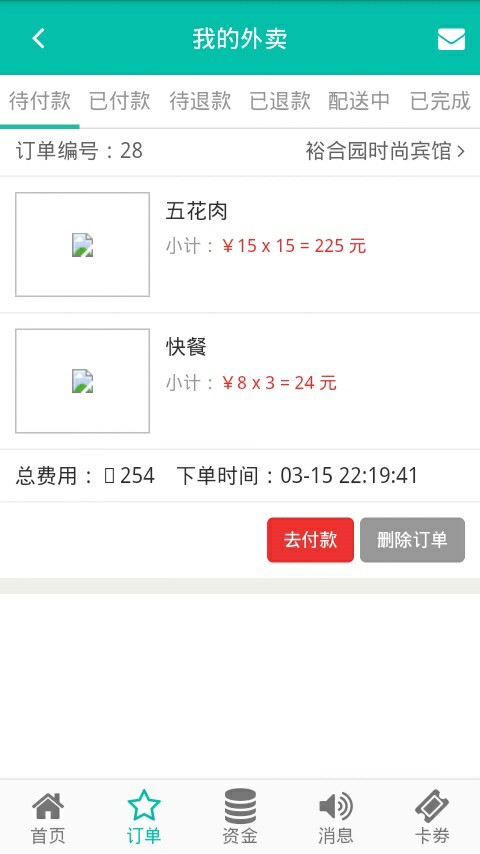 我的外卖
待付款 已付款 待退款 已退款 配送中 已完成
订单编号：28 裕合园时尚宾馆
五花肉
小计：￥15 x 15 = 225 元
快餐
小计：￥8 x 3 = 24 元
总费用： 254 下单时间：03-15 22:19:41
去付款 删除订单
首页 订单 资金 消息 卡券